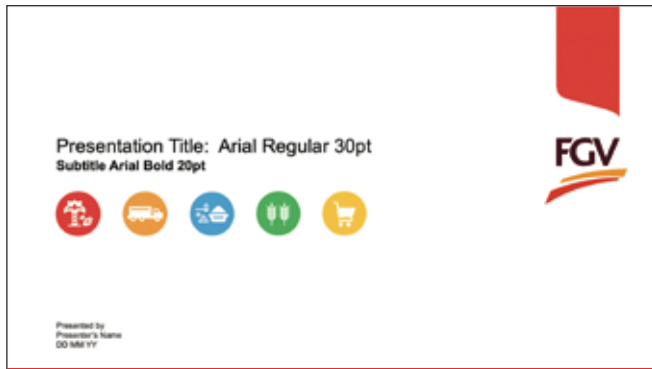 FGV
Presentation Title: Arial Regular 30pt
Subtitle Arial Bold 20pt
Presented by
Presenter's Name
DD MM YY